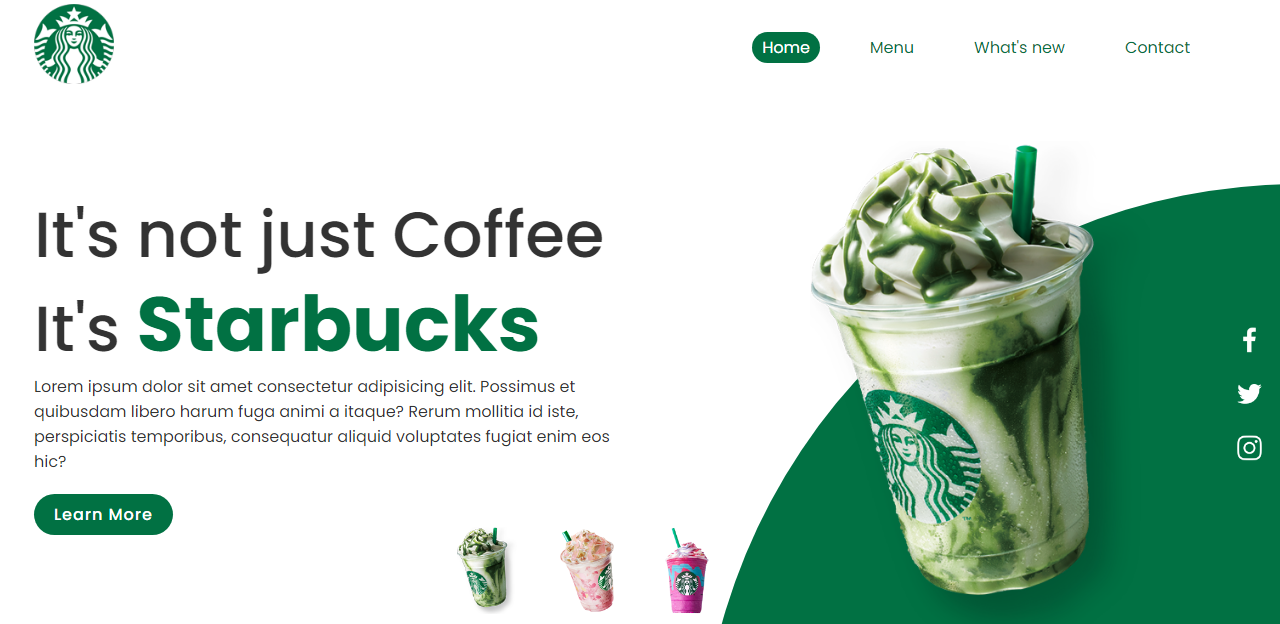 Home Menu What's new Contact
It's not just Coffee
It's Starbucks
Lorem ipsum dolor sit amet consectetur adipisicing elit. Possimus et
quibusdam libero harum fuga animi a itaque? Rerum mollitia id iste,
perspiciatis temporibus, consequatur aliquid voluptates fugiat enim eos
hic?
Learn More